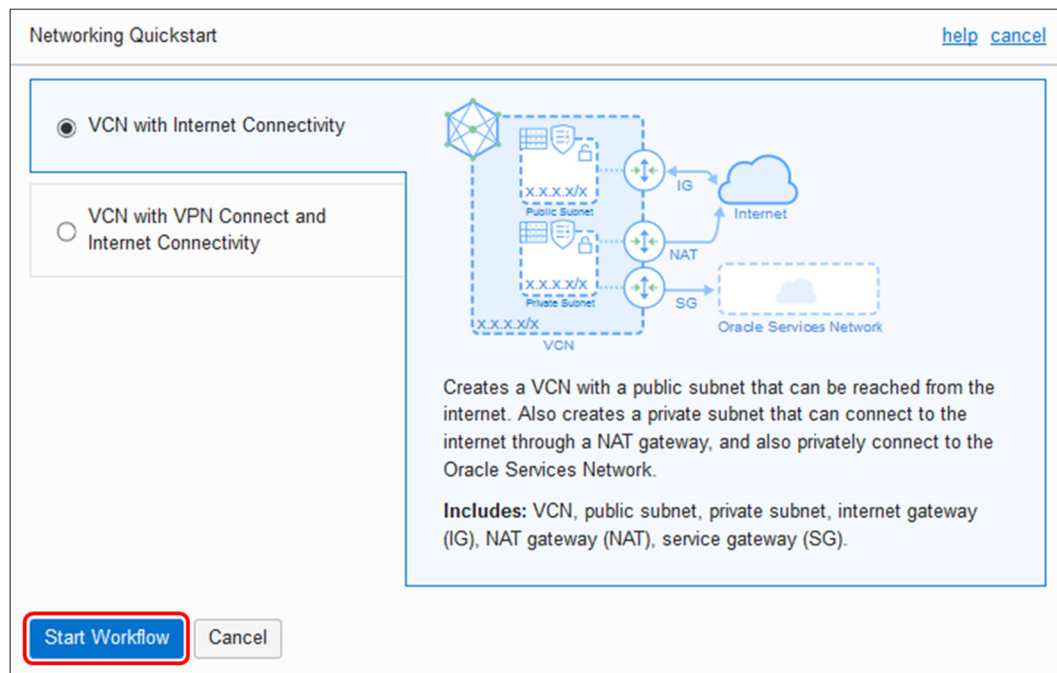 Networking Quickstart
help cancel
VCN with Internet Connectivity
VCN with VPN Connect and
Internet Connectivity
X.X.X.X/X
Public Subnet
IG
Internet
NAT
X.X.X.X/X
Private Subnet
SG
X.X.X.X/X
Oracle Services Network
VCN
Creates a VCN with a public subnet that can be reached from the
internet. Also creates a private subnet that can connect to the
internet through a NAT gateway, and also privately connect to the
Oracle Services Network.
Includes: VCN, public subnet, private subnet, internet gateway
(IG), NAT gateway (NAT), service gateway (SG).
Start Workflow
Cancel